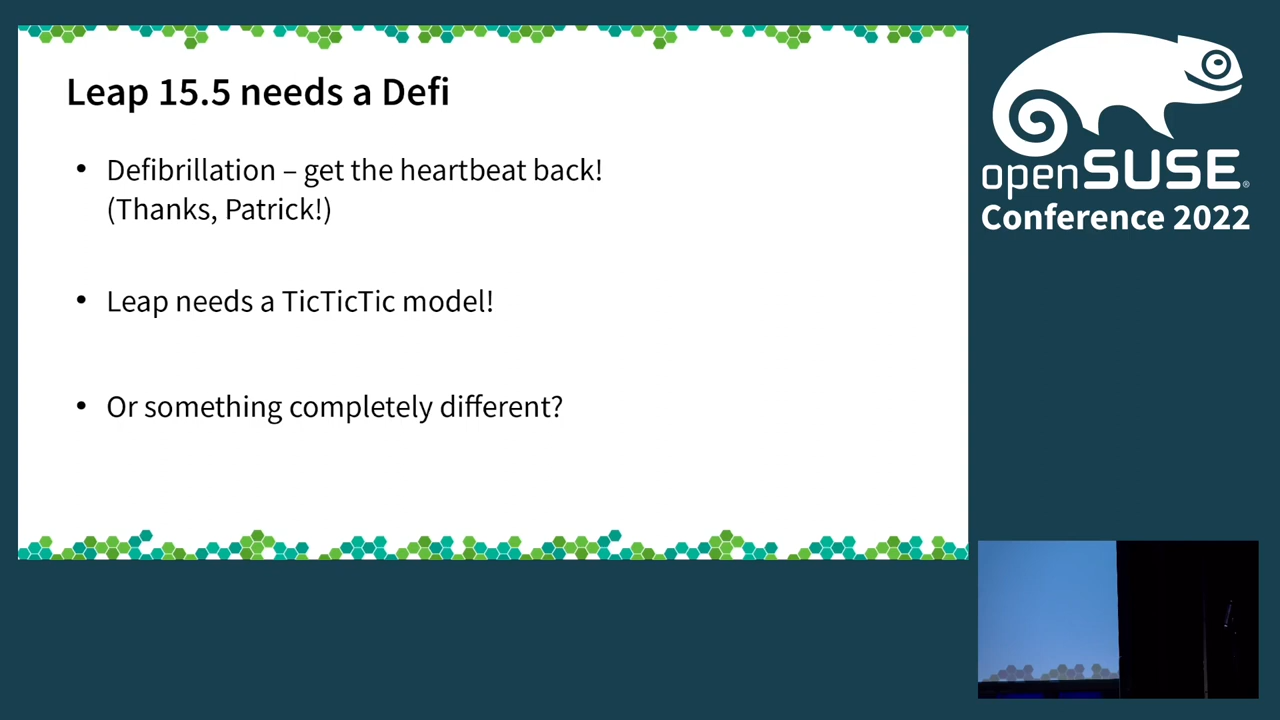 Leap 15.5 needs a Defi
• Defibrillation – get the heartbeat back!
(Thanks, Patrick!)
• Leap needs a TicTicTic model!
• Or something completely different?
openSUSE®
Conference 2022